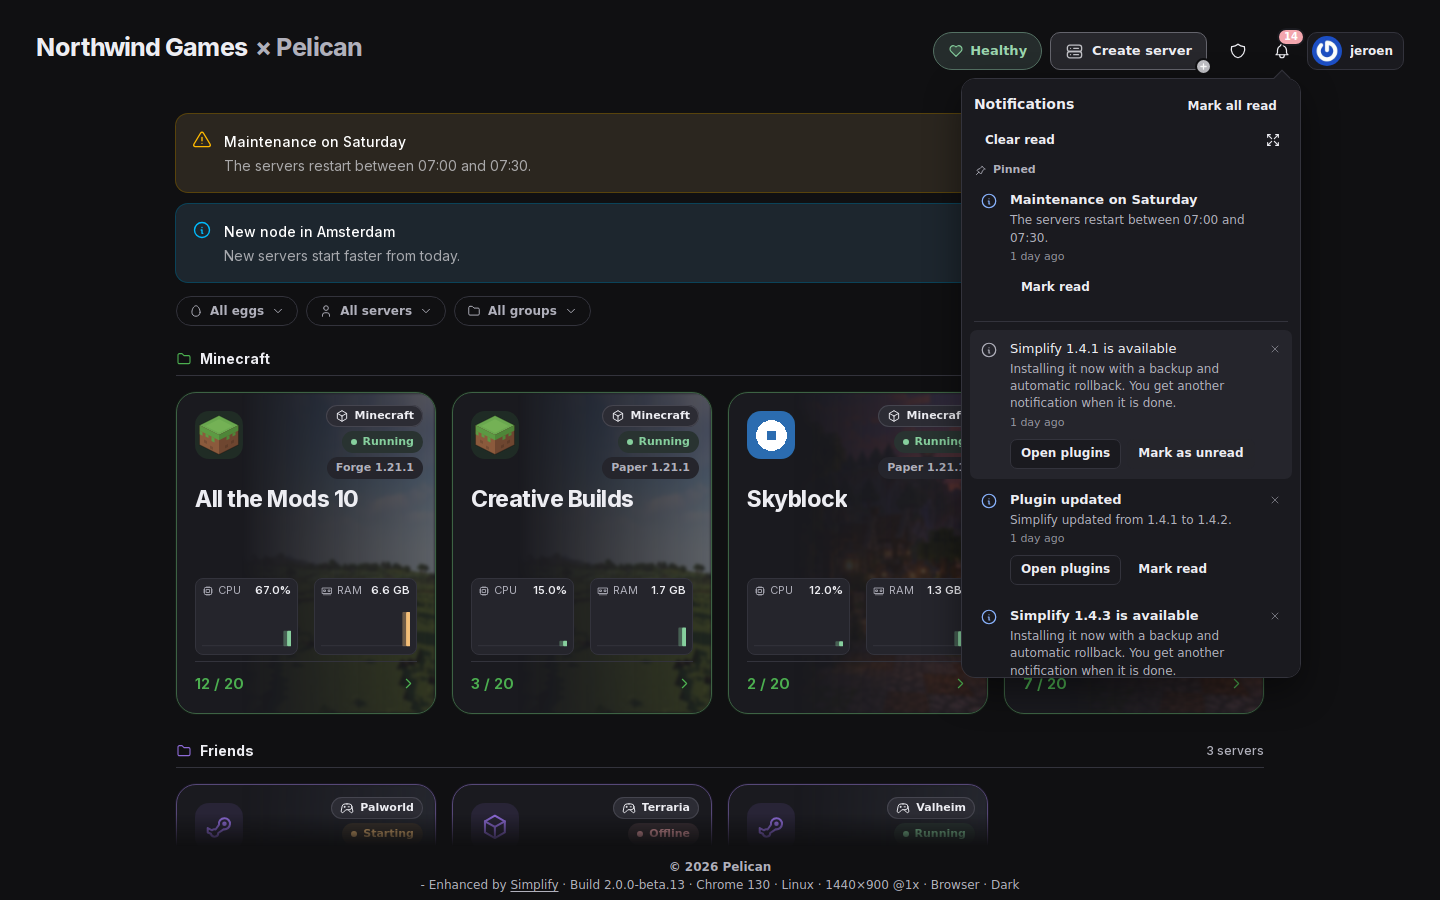 Northwind Games × Pelican
Healthy
Create server
14
jeroen
Maintenance on Saturday
The servers restart between 07:00 and 07:30.
New node in Amsterdam
New servers start faster from today.
All eggs
All servers
All groups
Notifications
Mark all read
Clear read
Pinned
Maintenance on Saturday
The servers restart between 07:00 and
07:30.
1 day ago
Mark read
Simplify 1.4.1 is available
Installing it now with a backup and
automatic rollback. You get another
notification when it is done.
1 day ago
Open plugins
Mark as unread
Plugin updated
Simplify updated from 1.4.1 to 1.4.2.
1 day ago
Open plugins
Mark read
Simplify 1.4.3 is available
Installing it now with a backup and
automatic rollback. You get another
notification when it is done.
Minecraft
Minecraft
Running
Forge 1.21.1
All the Mods 10
CPU 67.0%
RAM 6.6 GB
12 / 20
Minecraft
Running
Paper 1.21.1
Creative Builds
CPU 15.0%
RAM 1.7 GB
3 / 20
Minecraf
Running
Paper 1.21.1
Skyblock
CPU 12.0%
RAM 1.3 GB
2 / 20
7 / 20
Friends
3 servers
Palworld
Starting
Terraria
Offline
Valheim
Running
© 2026 Pelican
- Enhanced by Simplify · Build 2.0.0-beta.13 · Chrome 130 · Linux · 1440×900 @1x · Browser · Dark